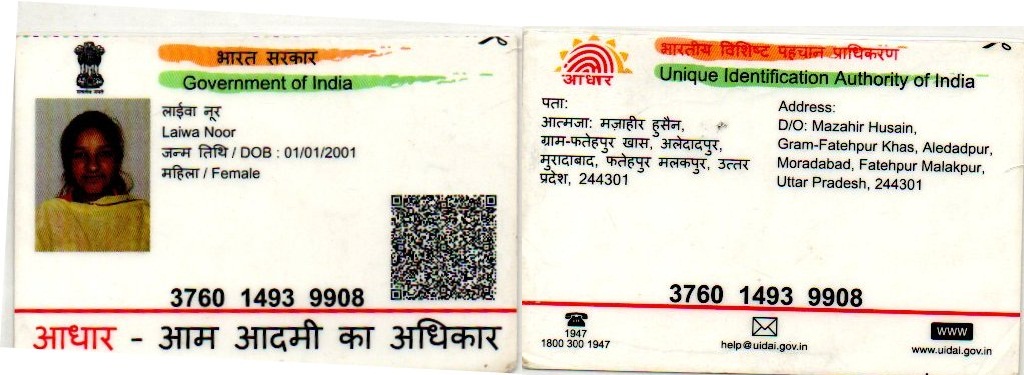 भारत सरकार
Government of India
लाईवा नूर
Laiwa Noor
जन्म तिथि / DOB : 01/01/2001
महिला / Female
3760 1493 9908
आधार - आम आदमी का अधिकार
भारतीय विशिष्ट पहचान प्राधिकरण
आधार
Unique Identification Authority of India
पता:
आत्मजा: मज़ाहीर हुसैन,
ग्राम-फतेहपुर खास, अलेदादपुर,
मुरादाबाद, फतेहपुर मलकपुर, उत्तर
प्रदेश, 244301
Address:
D/O: Mazahir Husain,
Gram-Fatehpur Khas, Aledadpur,
Moradabad, Fatehpur Malakpur,
Uttar Pradesh, 244301
3760 1493 9908
1947
1800 300 1947
help@uidai.gov.in
www
www.uidai.gov.in